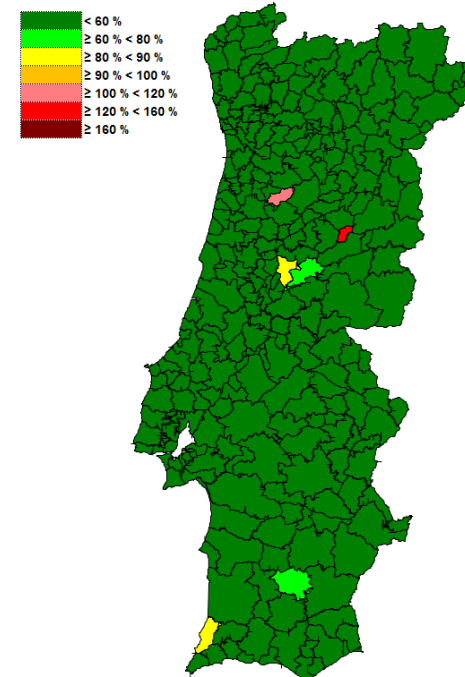 < 60 %
≥ 60 % < 80 %
≥ 80 % < 90 %
≥ 90 % < 100 %
≥ 100 % < 120 %
≥ 120 % < 160 %
≥ 160 %